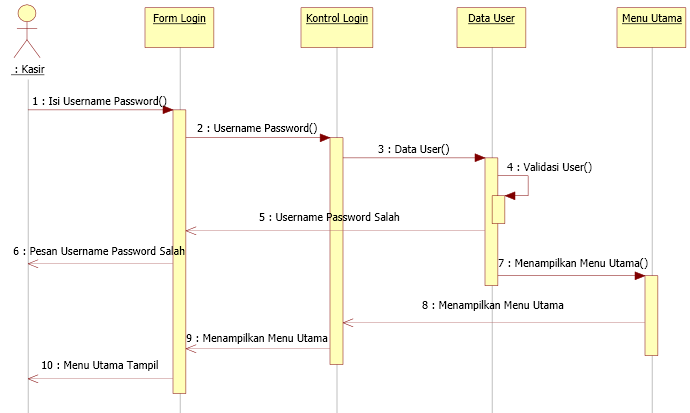 Form Login
Kontrol Login
Data User
Menu Utama
: Kasir
1 : Isi Username Password()
2 : Username Password()
3 : Data User()
4 : Validasi User()
5 : Username Password Salah
6 : Pesan Username Password Salah
7 : Menampilkan Menu Utama()
8 : Menampilkan Menu Utama
9 : Menampilkan Menu Utama
10 : Menu Utama Tampil